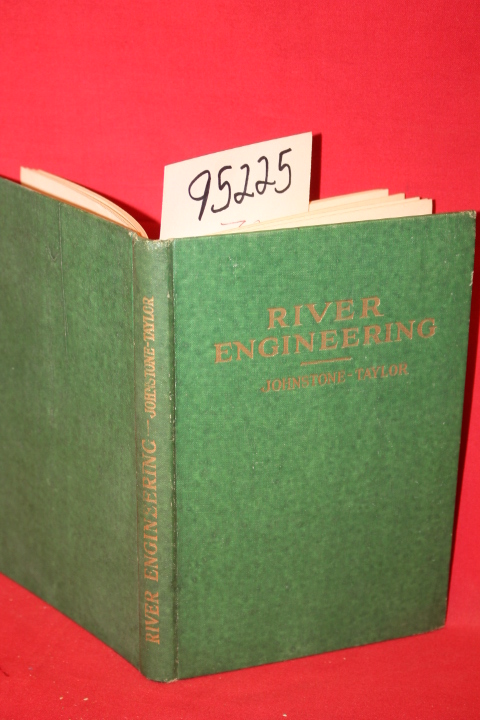 95225
RIVER
ENGINEERING
JOHNSTONE-TAYLOR
RIVER ENGINEERING—JOHNSTONE-TAYLOR